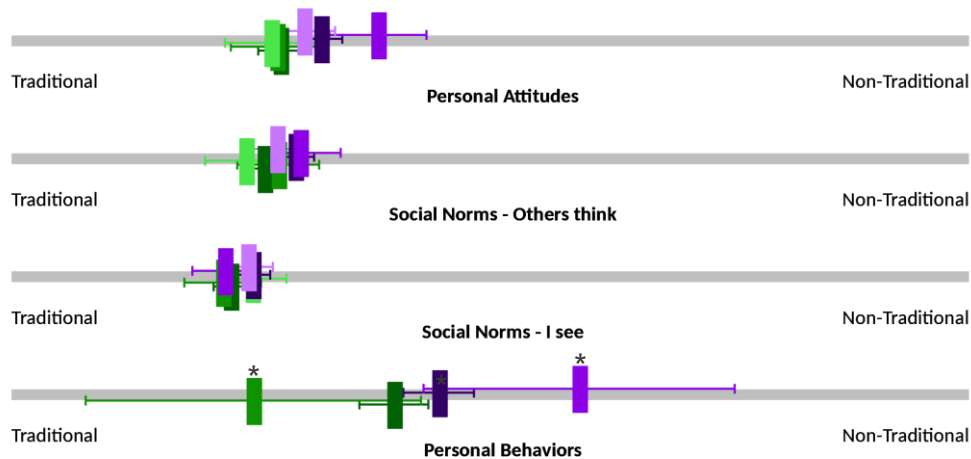 Traditional
Non-Traditional
Personal Attitudes
Traditional
Non-Traditional
Social Norms - Others think
Traditional
Non-Traditional
Social Norms - I see
*
*
*
Traditional
Non-Traditional
Personal Behaviors